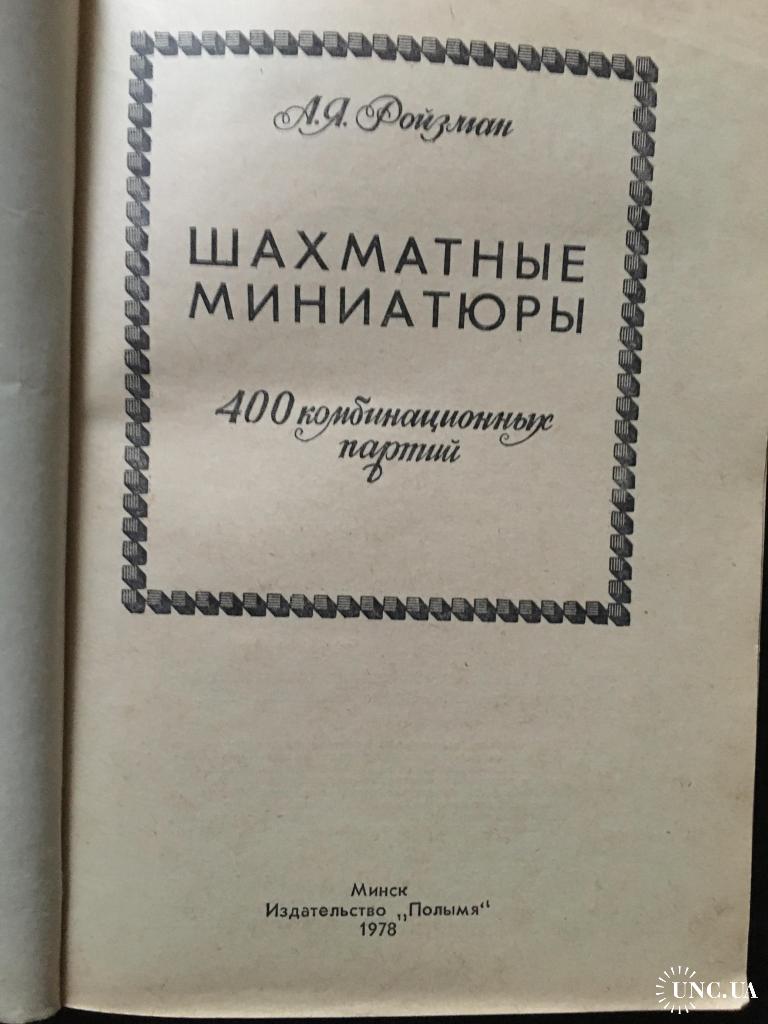 А.Я. Ройзман
ШАХМАТНЫЕ
МИНИАТЮРЫ
400 комбинационных
партий
Минск
Издательство „Полымя“
1978
UNC.UA